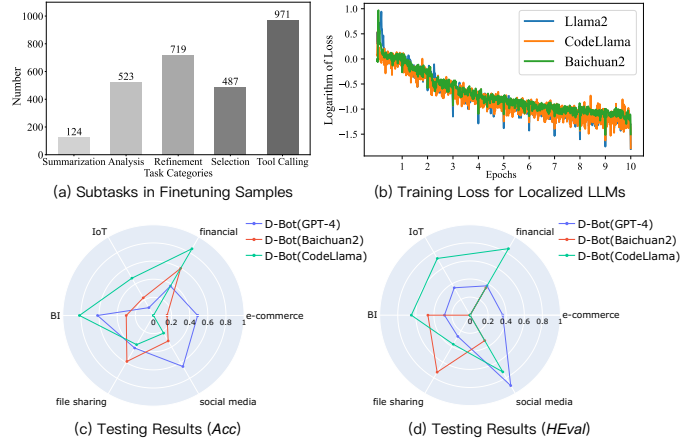 1000
800
600
400
200
0
Number
124
523
719
487
971
Summarization Analysis Refinement Selection Tool Calling
Task Categories
(a) Subtasks in Finetuning Samples
1.0
0.5
0.0
−0.5
−1.0
−1.5
Logarithm of Loss
Llama2
CodeLlama
Baichuan2
1 2 3 4 5 6 7 8 9 10
Epochs
(b) Training Loss for Localized LLMs
IoT
financial
BI
e-commerce
file sharing
social media
0 0.2 0.4 0.6 0.8 1
D-Bot(GPT-4)
D-Bot(Baichuan2)
D-Bot(CodeLlama)
(c) Testing Results (Acc)
IoT
financial
BI
e-commerce
file sharing
social media
0 0.2 0.4 0.6 0.8 1
D-Bot(GPT-4)
D-Bot(Baichuan2)
D-Bot(CodeLlama)
(d) Testing Results (HEval)